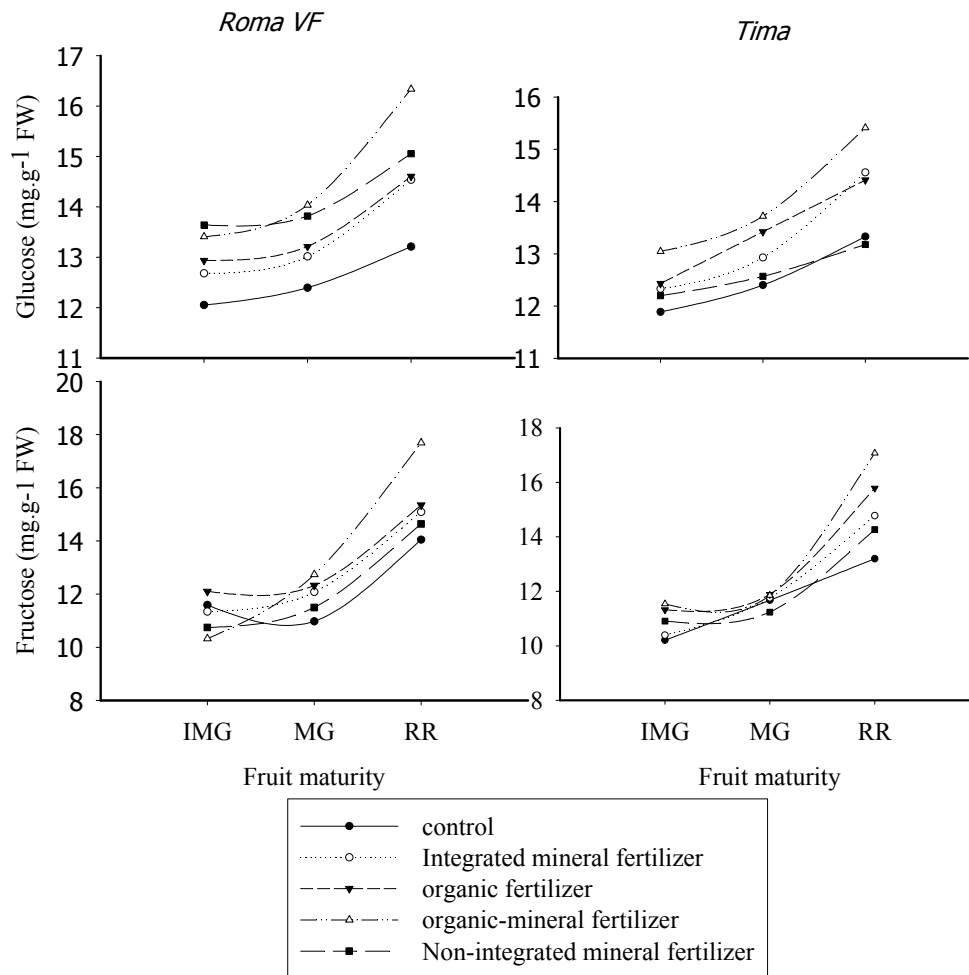 Roma VF
Tima
Glucose (mg.g-1 FW)
17
16
15
14
13
12
11
16
15
14
13
12
11
Fructose (mg.g-1 FW)
20
18
16
14
12
10
8
18
16
14
12
10
8
IMG MG RR
IMG MG RR
Fruit maturity
Fruit maturity
control
Integrated mineral fertilizer
organic fertilizer
organic-mineral fertilizer
Non-integrated mineral fertilizer